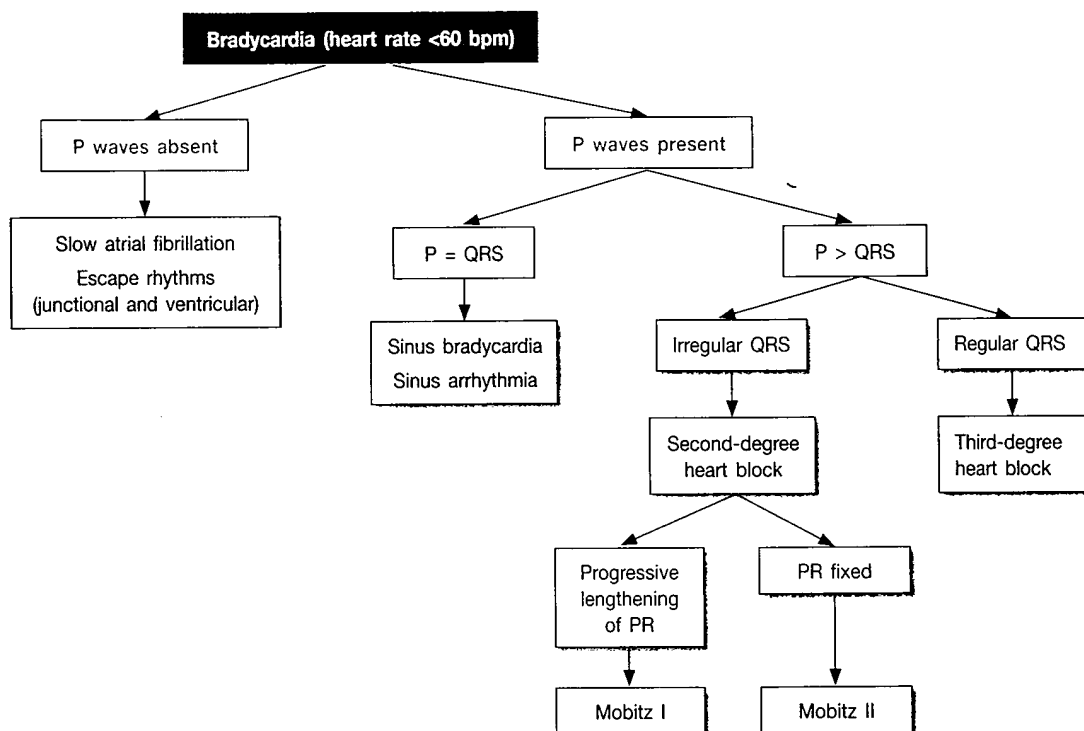 Bradycardia (heart rate <60 bpm)
P waves absent
P waves present
Slow atrial fibrillation
Escape rhythms
(junctional and ventricular)
P = QRS
P > QRS
Sinus bradycardia
Sinus arrhythmia
Irregular QRS
Regular QRS
Second-degree
heart block
Third-degree
heart block
Progressive
lengthening
of PR
PR fixed
Mobitz I
Mobitz II